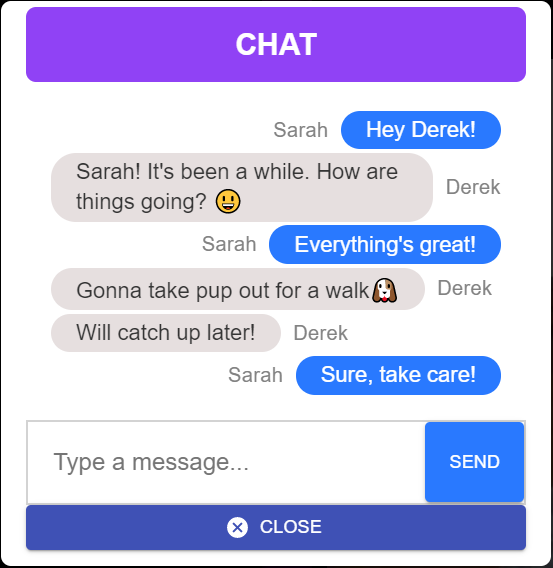 CHAT
Sarah Hey Derek!
Sarah! It's been a while. How are
things going? 😃 Derek
Sarah Everything's great!
Gonna take pup out for a walk🐶 Derek
Will catch up later! Derek
Sarah Sure, take care!
Type a message... SEND
CLOSE